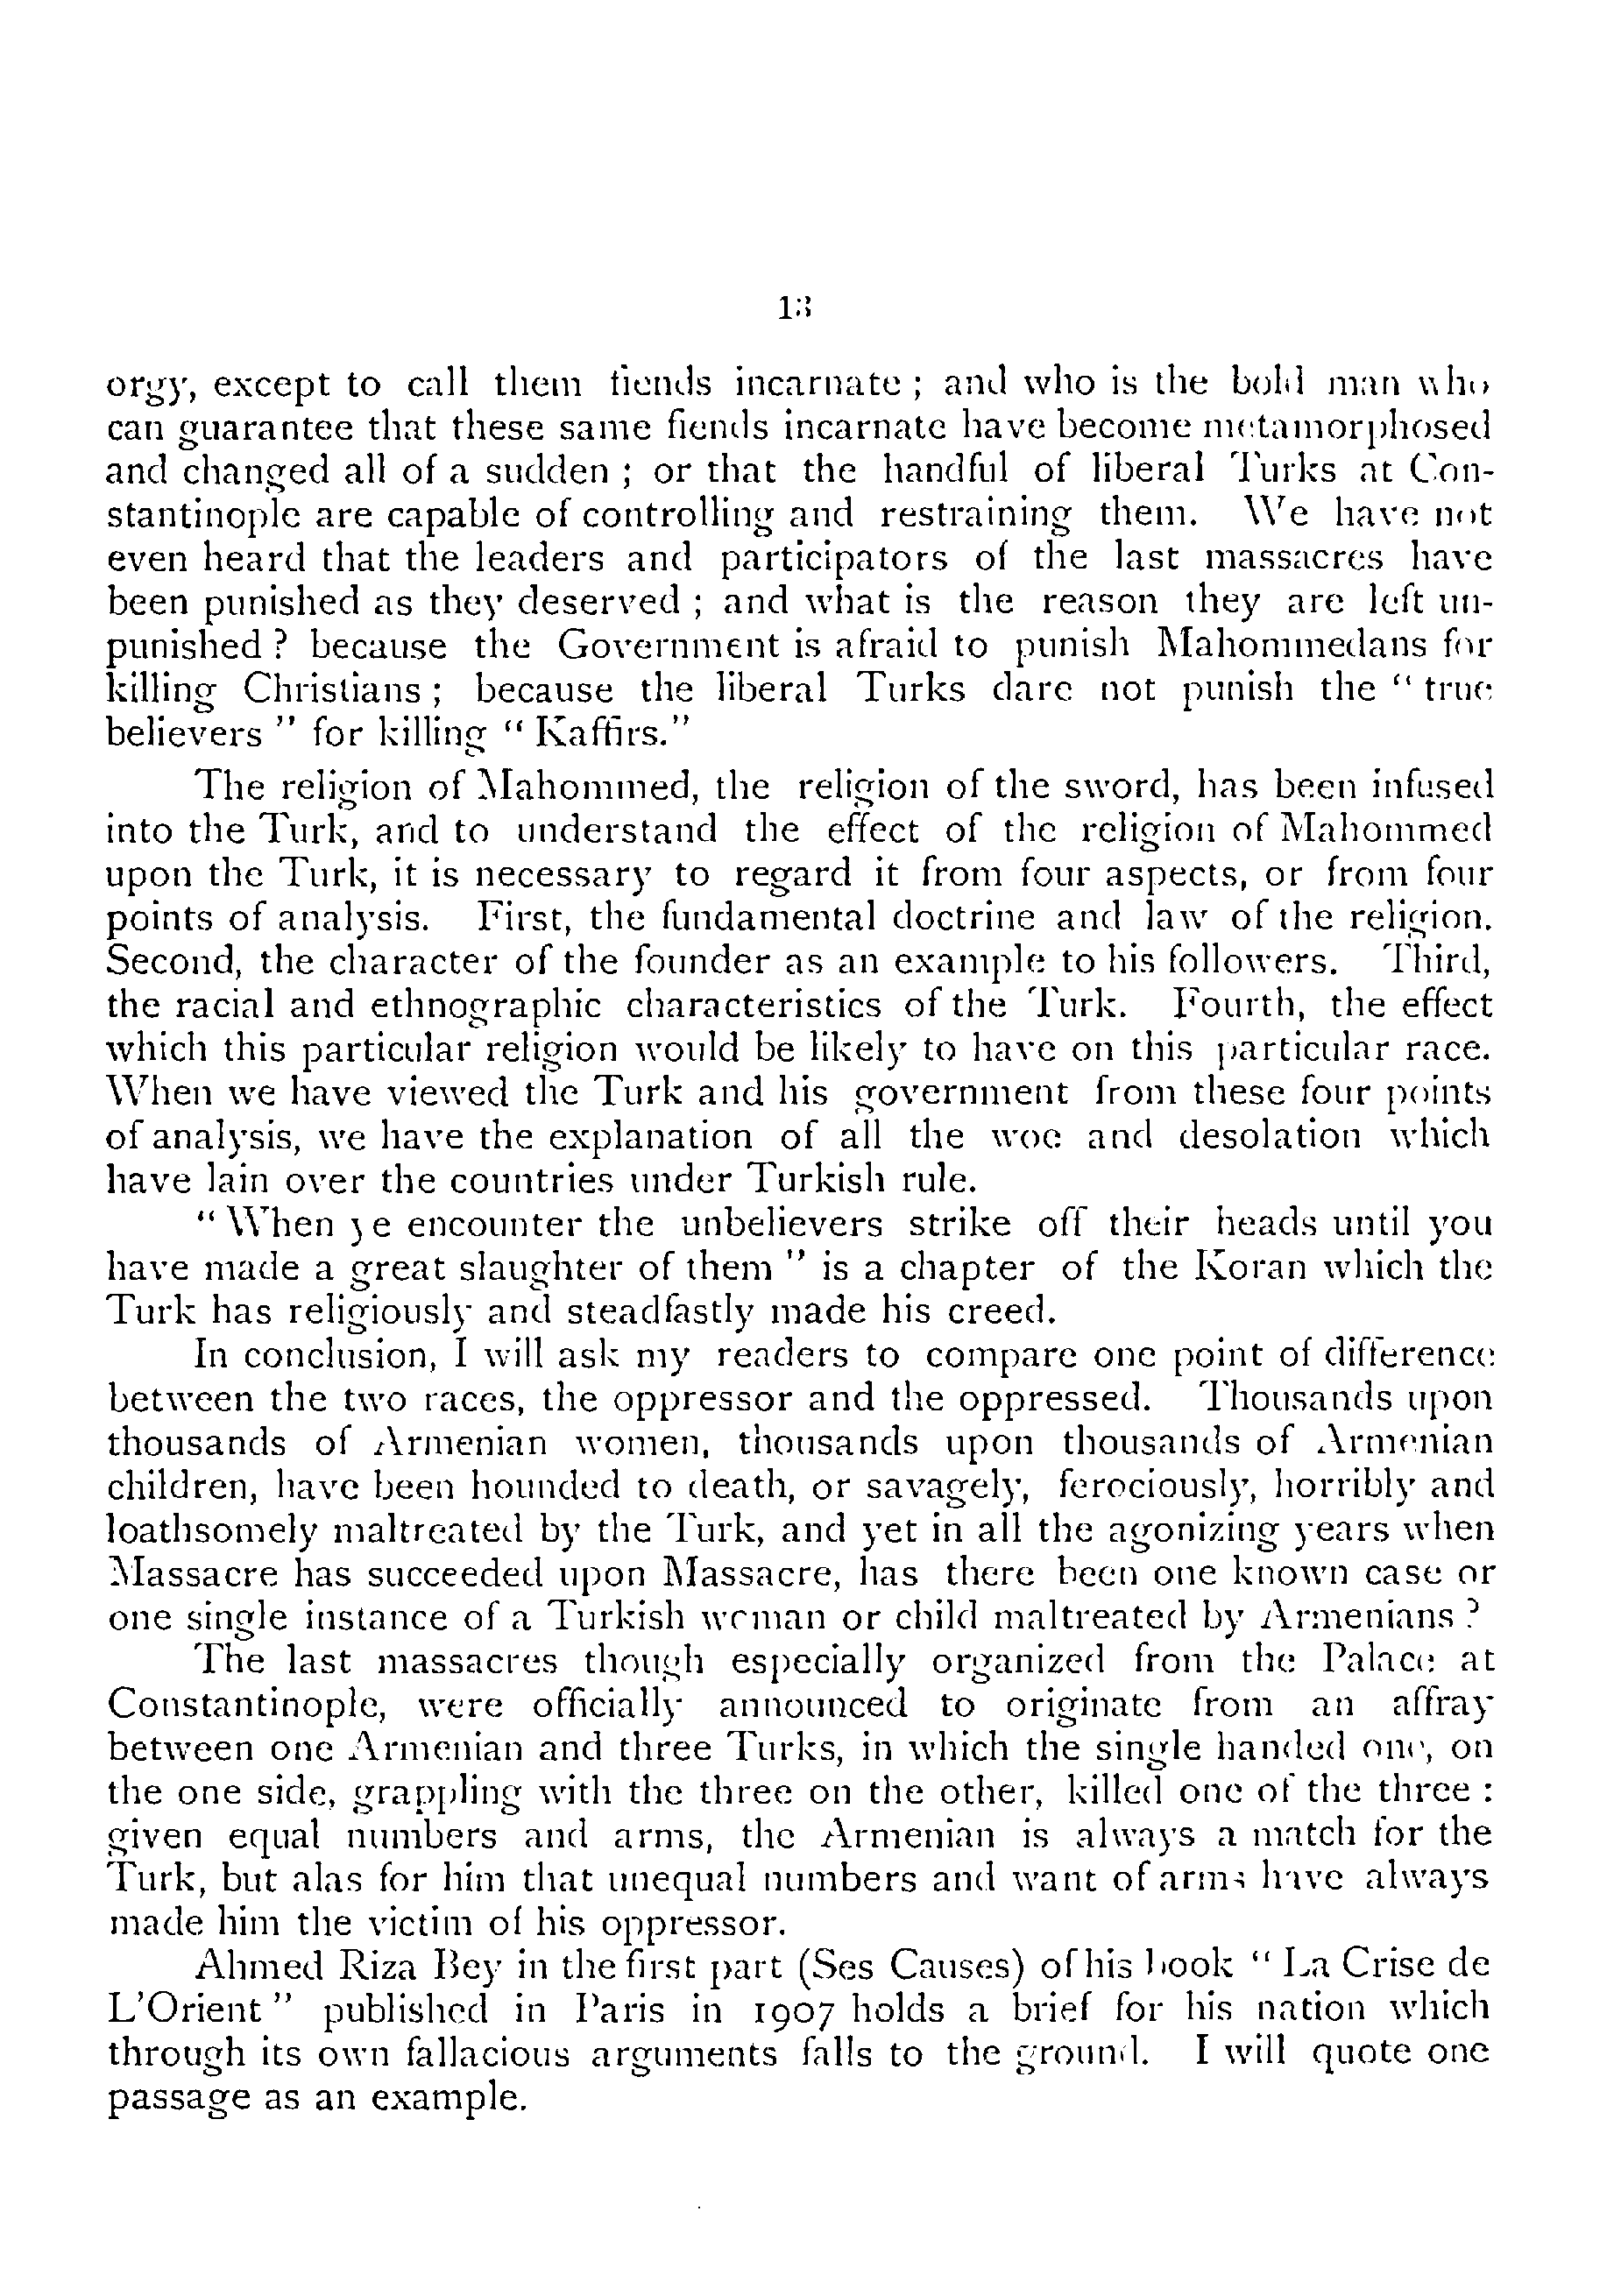 13
orgy, except to call them fiends incarnate ; and who is the bold man who
can guarantee that these same fiends incarnate have become metamorphosed
and changed all of a sudden ; or that the handful of liberal Turks at Con-
stantinople are capable of controlling and restraining them. We have not
even heard that the leaders and participators of the last massacres have
been punished as they deserved ; and what is the reason they are left un-
punished ? because the Government is afraid to punish Mahommedans for
killing Christians ; because the liberal Turks dare not punish the “ true
believers ” for killing “ Kaffirs.”
The religion of Mahommed, the religion of the sword, has been infused
into the Turk, and to understand the effect of the religion of Mahommed
upon the Turk, it is necessary to regard it from four aspects, or from four
points of analysis. First, the fundamental doctrine and law of the religion.
Second, the character of the founder as an example to his followers. Third,
the racial and ethnographic characteristics of the Turk. Fourth, the effect
which this particular religion would be likely to have on this particular race.
When we have viewed the Turk and his government from these four points
of analysis, we have the explanation of all the woe and desolation which
have lain over the countries under Turkish rule.
“ When ye encounter the unbelievers strike off their heads until you
have made a great slaughter of them ” is a chapter of the Koran which the
Turk has religiously and steadfastly made his creed.
In conclusion, I will ask my readers to compare one point of difference
between the two races, the oppressor and the oppressed. Thousands upon
thousands of Armenian women, thousands upon thousands of Armenian
children, have been hounded to death, or savagely, ferociously, horribly and
loathsomely maltreated by the Turk, and yet in all the agonizing years when
Massacre has succeeded upon Massacre, has there been one known case or
one single instance of a Turkish woman or child maltreated by Armenians ?
The last massacres though especially organized from the Palace at
Constantinople, were officially announced to originate from an affray
between one Armenian and three Turks, in which the single handed one, on
the one side, grappling with the three on the other, killed one of the three :
given equal numbers and arms, the Armenian is always a match for the
Turk, but alas for him that unequal numbers and want of arms have always
made him the victim of his oppressor.
Ahmed Riza Bey in the first part (Ses Causes) of his book “ La Crise de
L’Orient ” published in Paris in 1907 holds a brief for his nation which
through its own fallacious arguments falls to the ground. I will quote one
passage as an example.